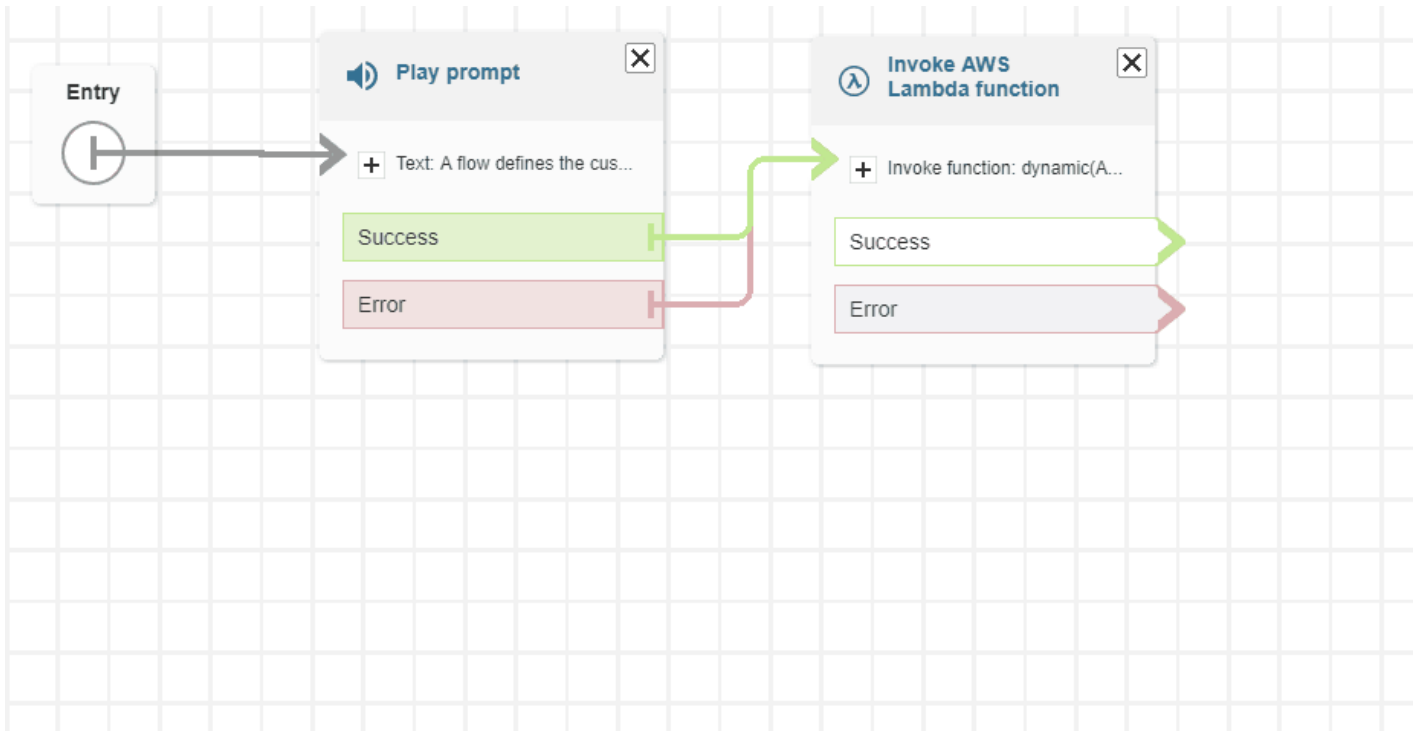 Entry
Play prompt
Text: A flow defines the cus...
Success
Error
Invoke AWS
Lambda function
Invoke function: dynamic(A...
Success
Error